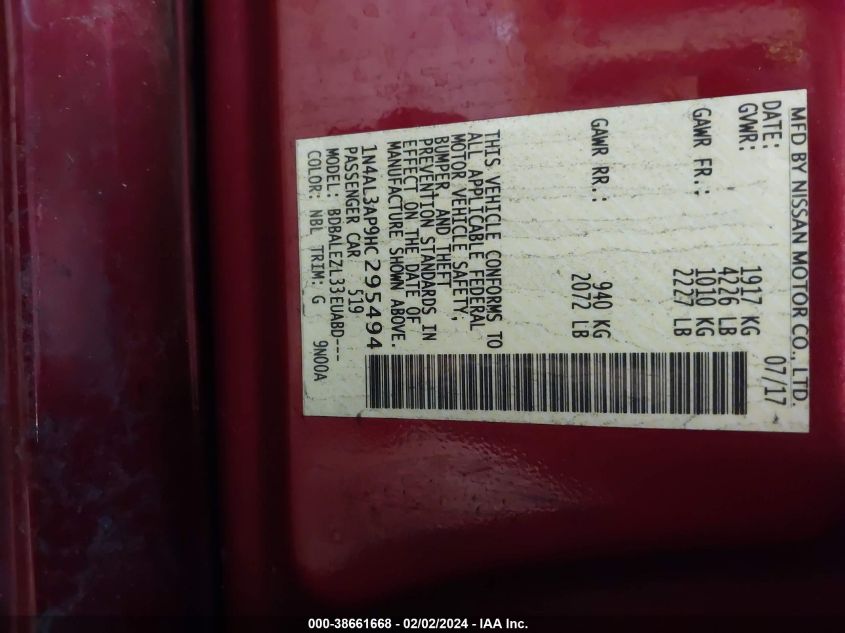 MFD BY NISSAN MOTOR CO., LTD.
DATE: 07/17
GVWR: 1917 KG
4226 LB
GAWR FR.: 1010 KG
2227 LB
GAWR RR.: 940 KG
2072 LB
THIS VEHICLE CONFORMS TO
ALL APPLICABLE FEDERAL
MOTOR VEHICLE SAFETY,
BUMPER, AND THEFT
PREVENTION STANDARDS IN
EFFECT ON THE DATE OF
MANUFACTURE SHOWN ABOVE.
1N4AL3AP9HC295494
PASSENGER CAR 519
MODEL: BDBALEZL33EUABD---
COLOR: NBL TRIM: G 9N00A
000-38661668 - 02/02/2024 - IAA Inc.